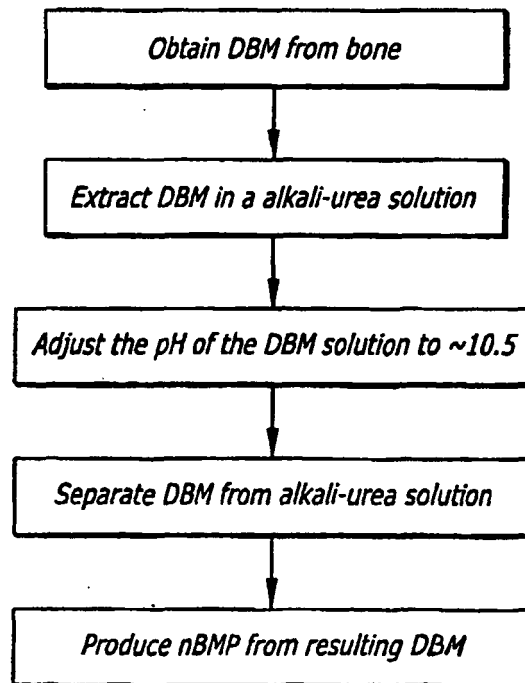 Obtain DBM from bone
Extract DBM in a alkali-urea solution
Adjust the pH of the DBM solution to ~10.5
Separate DBM from alkali-urea solution
Produce nBMP from resulting DBM